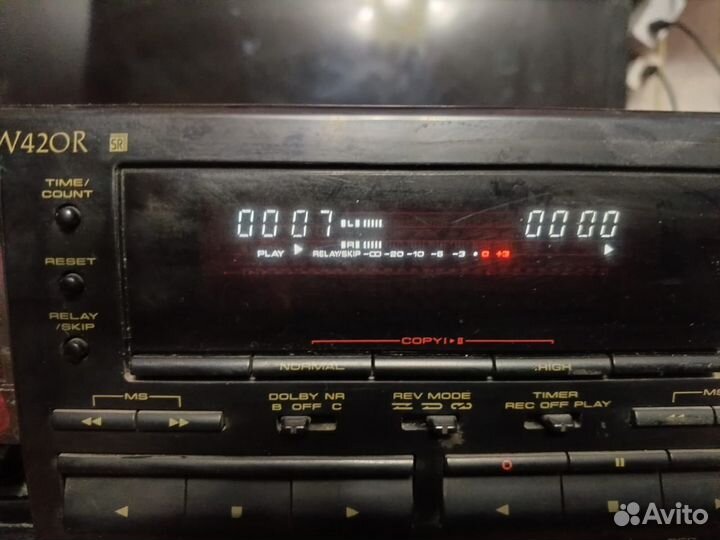 W420R SR
TIME/
COUNT
0007 L 0000
R
PLAY RELAY/SKIP -∞ -20 -10 -6 -3 • 0 +3
RESET
RELAY
/SKIP
COPY I▸II
NORMAL HIGH
MS
DOLBY NR
B OFF C
REV MODE
TIMER
REC OFF PLAY
Avito